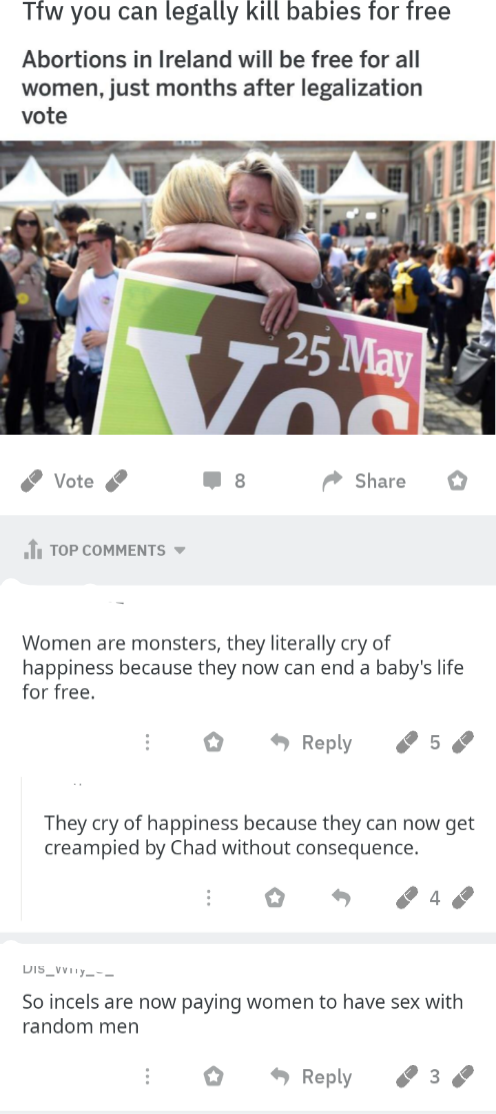 Tfw you can legally kill babies for free
Abortions in Ireland will be free for all
women, just months after legalization
vote
25 May
Yes
Vote
8
Share
TOP COMMENTS
Women are monsters, they literally cry of
happiness because they now can end a baby's life
for free.
Reply
5
They cry of happiness because they can now get
creampied by Chad without consequence.
4
So incels are now paying women to have sex with
random men
Reply
3